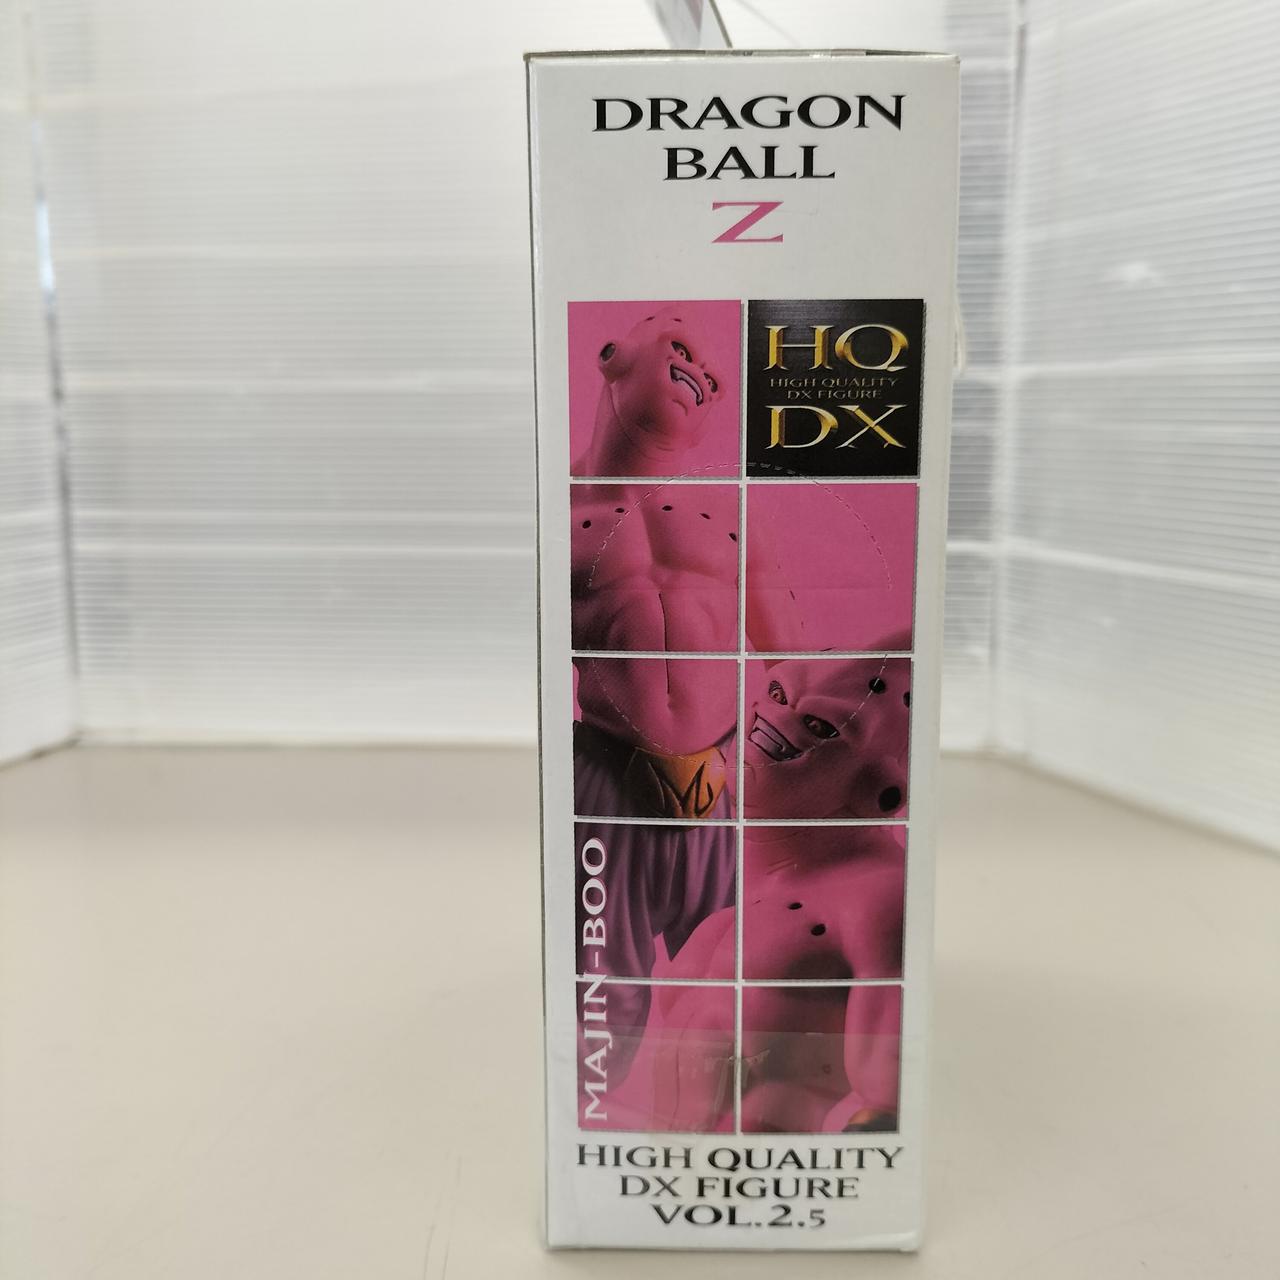 DRAGON
BALL
Z
HQ
HIGH QUALITY
DX FIGURE
DX
M
MAJIN-BOO
HIGH QUALITY
DX FIGURE
VOL.2.5